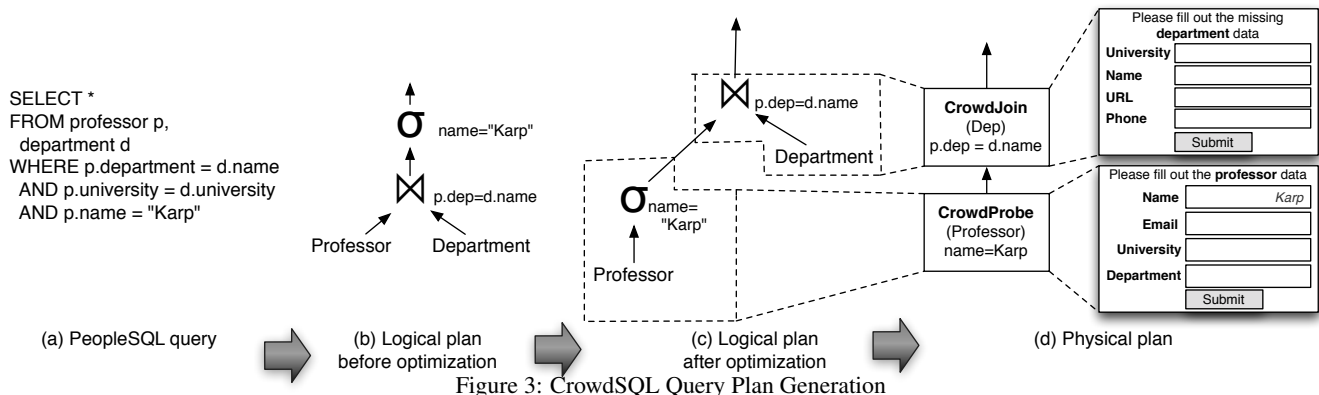 SELECT *
FROM professor p,
department d
WHERE p.department = d.name
AND p.university = d.university
AND p.name = "Karp"
(a) PeopleSQL query
σ name="Karp"
⋈ p.dep=d.name
Professor
Department
(b) Logical plan
before optimization
⋈ p.dep=d.name
Department
σ name=
"Karp"
Professor
(c) Logical plan
after optimization
CrowdJoin
(Dep)
p.dep = d.name
CrowdProbe
(Professor)
name=Karp
Please fill out the missing
department data
University
Name
URL
Phone
Submit
Please fill out the professor data
Name Karp
Email
University
Department
Submit
(d) Physical plan
Figure 3: CrowdSQL Query Plan Generation